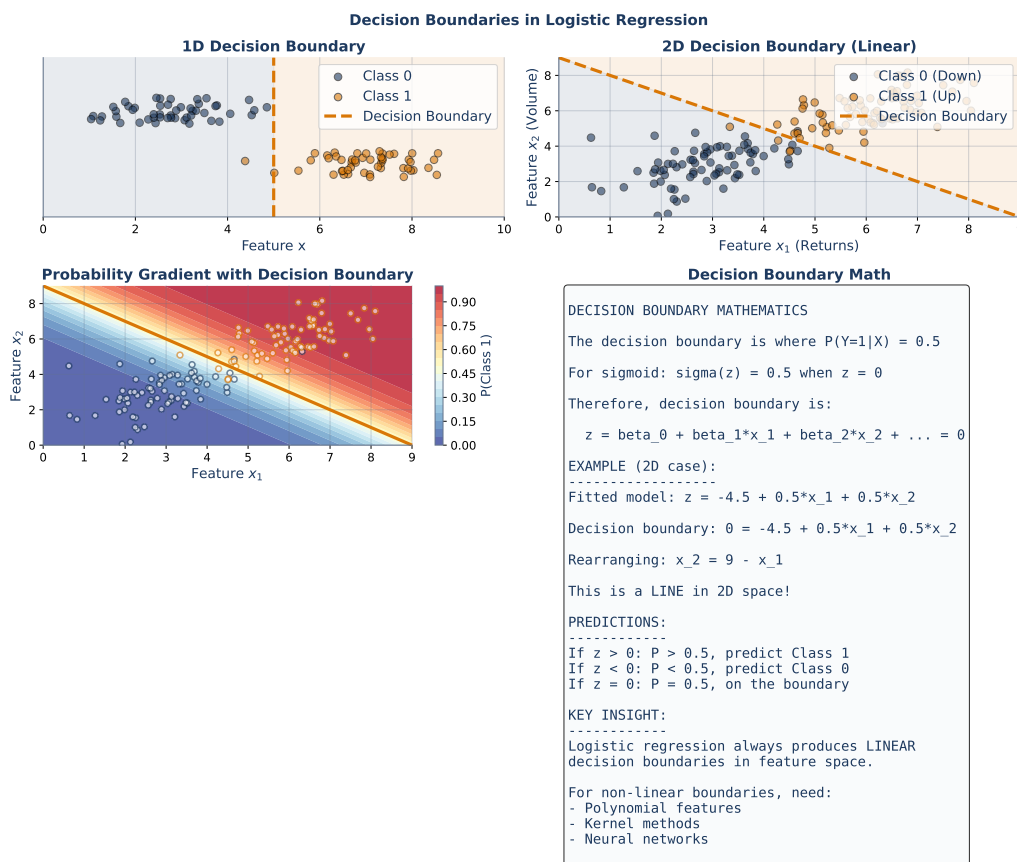 Decision Boundaries in Logistic Regression
1D Decision Boundary
Class 0
Class 1
Decision Boundary
0 2 4 6 8 10
Feature x
2D Decision Boundary (Linear)
Class 0 (Down)
Class 1 (Up)
Decision Boundary
8
6
4
2
0
Feature x2 (Volume)
0 1 2 3 4 5 6 7 8
Feature x1 (Returns)
Probability Gradient with Decision Boundary
8
6
4
2
0
Feature x2
0 1 2 3 4 5 6 7 8 9
Feature x1
0.90
0.75
0.60
0.45
0.30
0.15
0.00
P(Class 1)
Decision Boundary Math
DECISION BOUNDARY MATHEMATICS
The decision boundary is where P(Y=1|X) = 0.5
For sigmoid: sigma(z) = 0.5 when z = 0
Therefore, decision boundary is:
z = beta_0 + beta_1*x_1 + beta_2*x_2 + ... = 0
EXAMPLE (2D case):
------------------
Fitted model: z = -4.5 + 0.5*x_1 + 0.5*x_2
Decision boundary: 0 = -4.5 + 0.5*x_1 + 0.5*x_2
Rearranging: x_2 = 9 - x_1
This is a LINE in 2D space!
PREDICTIONS:
------------
If z > 0: P > 0.5, predict Class 1
If z < 0: P < 0.5, predict Class 0
If z = 0: P = 0.5, on the boundary
KEY INSIGHT:
------------
Logistic regression always produces LINEAR
decision boundaries in feature space.
For non-linear boundaries, need:
- Polynomial features
- Kernel methods
- Neural networks